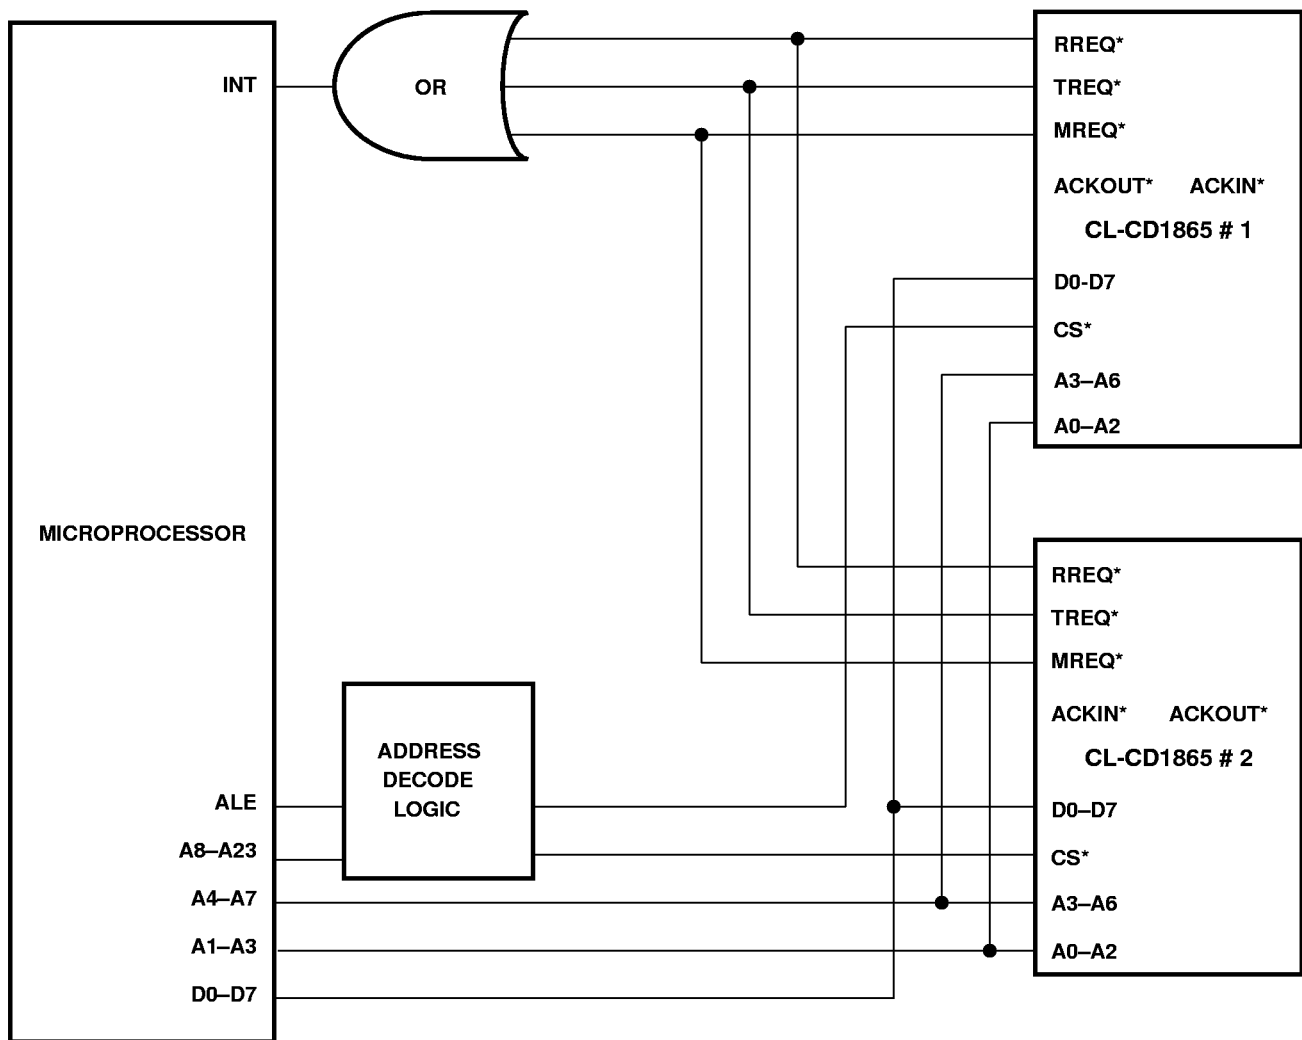 INT
OR
MICROPROCESSOR
ADDRESS
DECODE
LOGIC
ALE
A8–A23
A4–A7
A1–A3
D0–D7
RREQ*
TREQ*
MREQ*
ACKOUT* ACKIN*
CL-CD1865 # 1
D0-D7
CS*
A3–A6
A0–A2
RREQ*
TREQ*
MREQ*
ACKIN* ACKOUT*
CL-CD1865 # 2
D0–D7
CS*
A3–A6
A0–A2